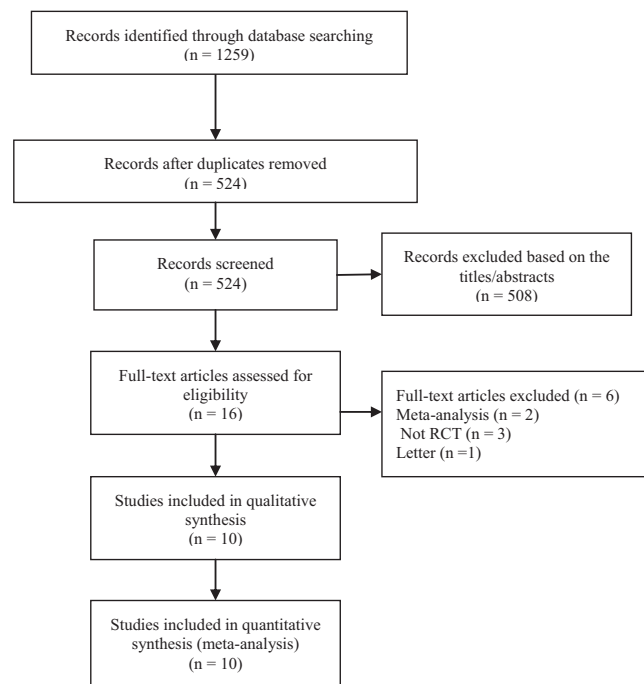 Records identified through database searching
(n = 1259)
Records after duplicates removed
(n = 524)
Records screened
(n = 524)
Records excluded based on the
titles/abstracts
(n = 508)
Full-text articles assessed for
eligibility
(n = 16)
Full-text articles excluded (n = 6)
Meta-analysis (n = 2)
Not RCT (n = 3)
Letter (n =1)
Studies included in qualitative
synthesis
(n = 10)
Studies included in quantitative
synthesis (meta-analysis)
(n = 10)